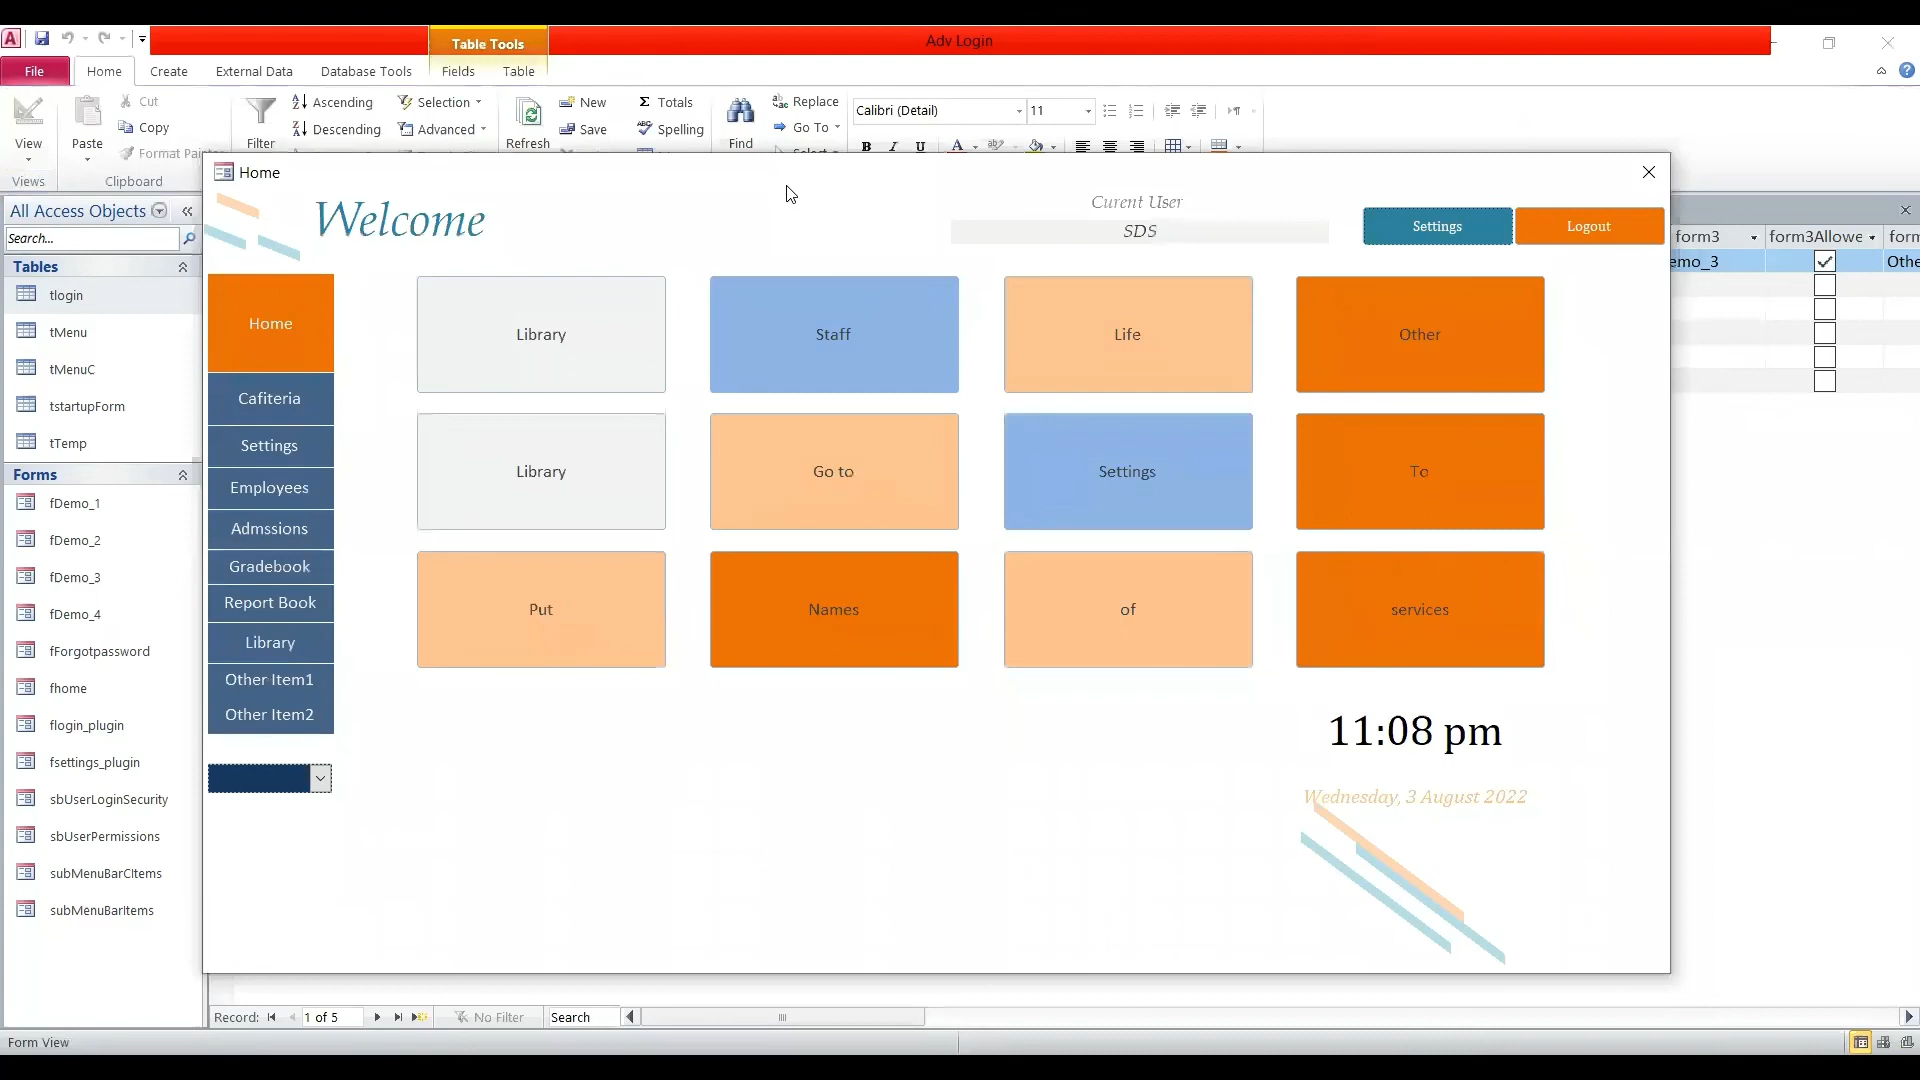 Adv Login
Table Tools
File Home Create External Data Database Tools Fields Table
View
Views
Paste
Cut
Copy
Format Pain
Clipboard
Filter
Ascending
Descending
Selection
Advanced
Refresh
New
Save
Totals
Spelling
Find
Replace
Go To
Select
Calibri (Detail) 11
B I U
All Access Objects
Search...
Tables
tlogin
tMenu
tMenuC
tstartupForm
tTemp
Forms
fDemo_1
fDemo_2
fDemo_3
fDemo_4
fForgotpassword
fhome
flogin_plugin
fsettings_plugin
sbUserLoginSecurity
sbUserPermissions
subMenuBarCItems
subMenuBarItems
Home
Welcome
Curent User
SDS
Settings Logout
Home
Cafiteria
Settings
Employees
Admssions
Gradebook
Report Book
Library
Other Item1
Other Item2
Library Staff Life Other
Library Go to Settings To
Put Names of services
11:08 pm
Wednesday, 3 August 2022
form3 form3Allowe form
emo_3 Othe
Record: 1 of 5 No Filter Search
Form View